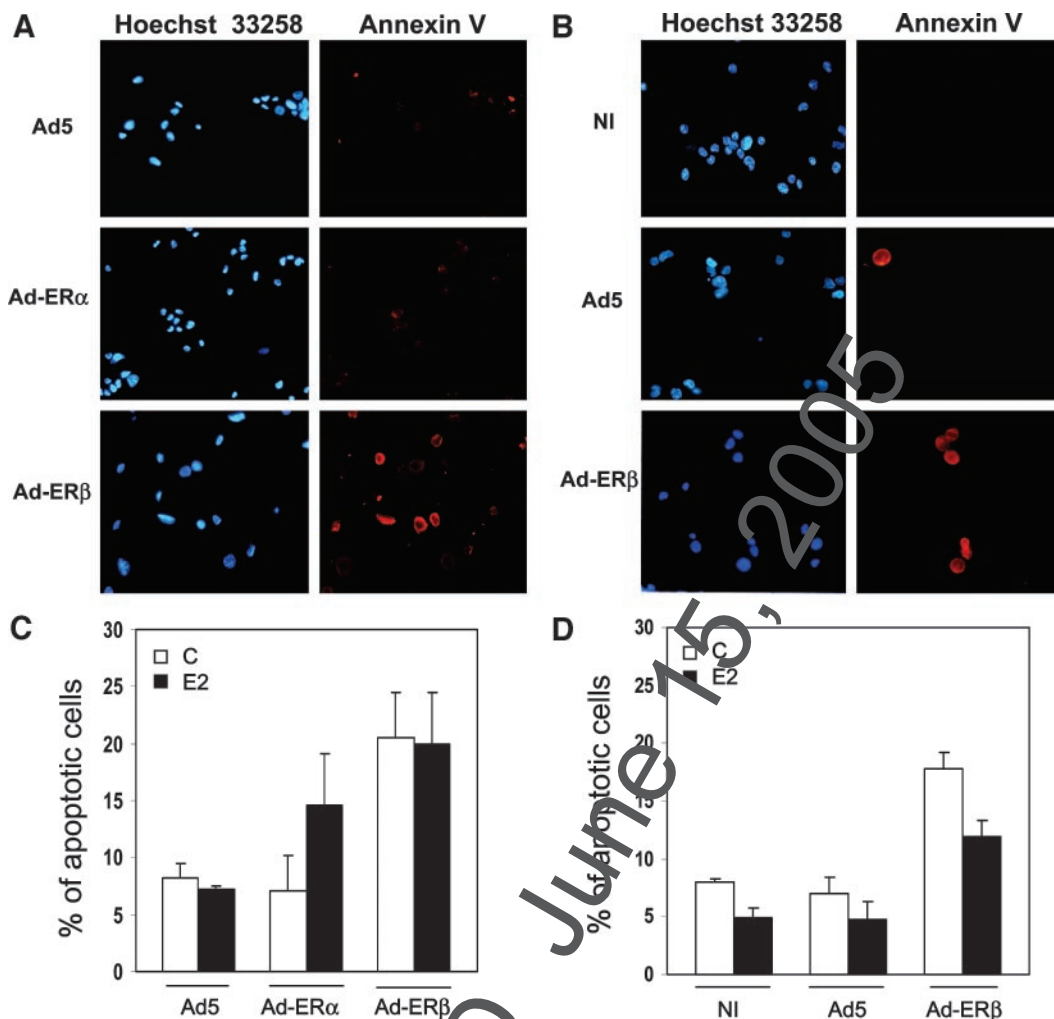 A
Hoechst 33258
Annexin V
Ad5
Ad-ERα
Ad-ERβ
B
Hoechst 33258
Annexin V
NI
Ad5
Ad-ERβ
C
% of apoptotic cells
30
25
20
15
10
5
0
C
E2
Ad5
Ad-ERα
Ad-ERβ
D
% of apoptotic cells
30
25
20
15
10
5
0
C
E2
NI
Ad5
Ad-ERβ
June 15, 2005